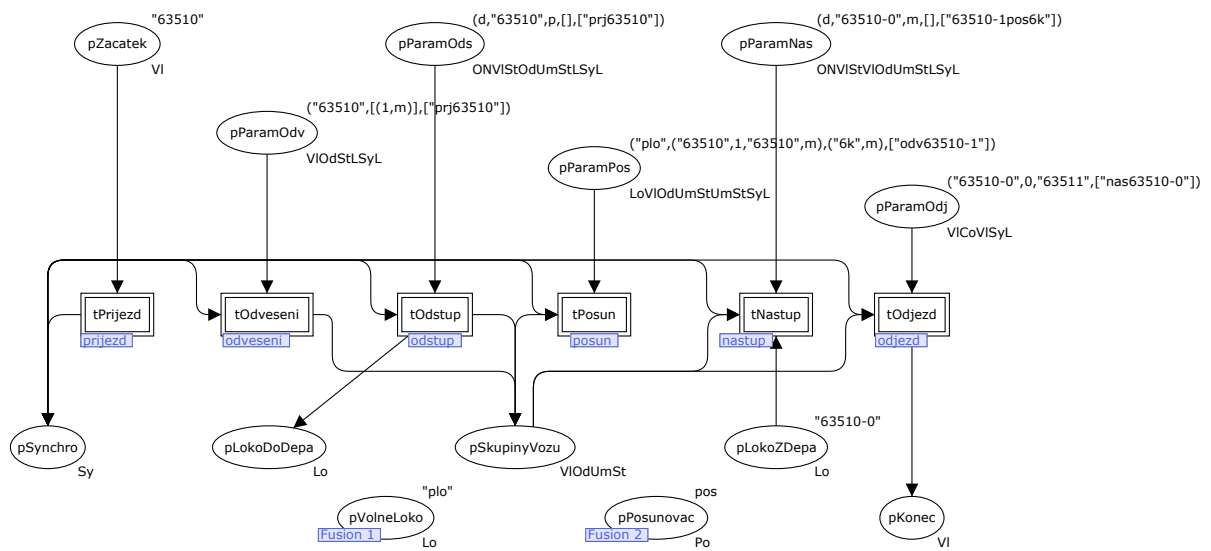 "63510"
pZacatek
Vl
(d,"63510",p,[],["prj63510"])
pParamOds
ONVlStOdUmStLSyL
(d,"63510-0",m,[],["63510-1pos6k"])
pParamNas
ONVlStVlOdUmStLSyL
("63510",[(1,m)],["prj63510"])
pParamOdv
VlOdStLSyL
("plo",("63510",1,"63510",m),("6k",m),["odv63510-1"])
pParamPos
LoVlOdUmStUmStSyL
("63510-0",0,"63511",["nas63510-0"])
pParamOdj
VlCoVlSyL
tPrijezd
prijezd
tOdveseni
odveseni
tOdstup
odstup
tPosun
posun
tNastup
nastup
tOdjezd
odjezd
pSynchro
Sy
pLokoDoDepa
Lo
pSkupinyVozu
VlOdUmSt
"63510-0"
pLokoZDepa
Lo
"plo"
pVolneLoko
Fusion 1
Lo
pos
pPosunovac
Fusion 2
Po
pKonec
Vl